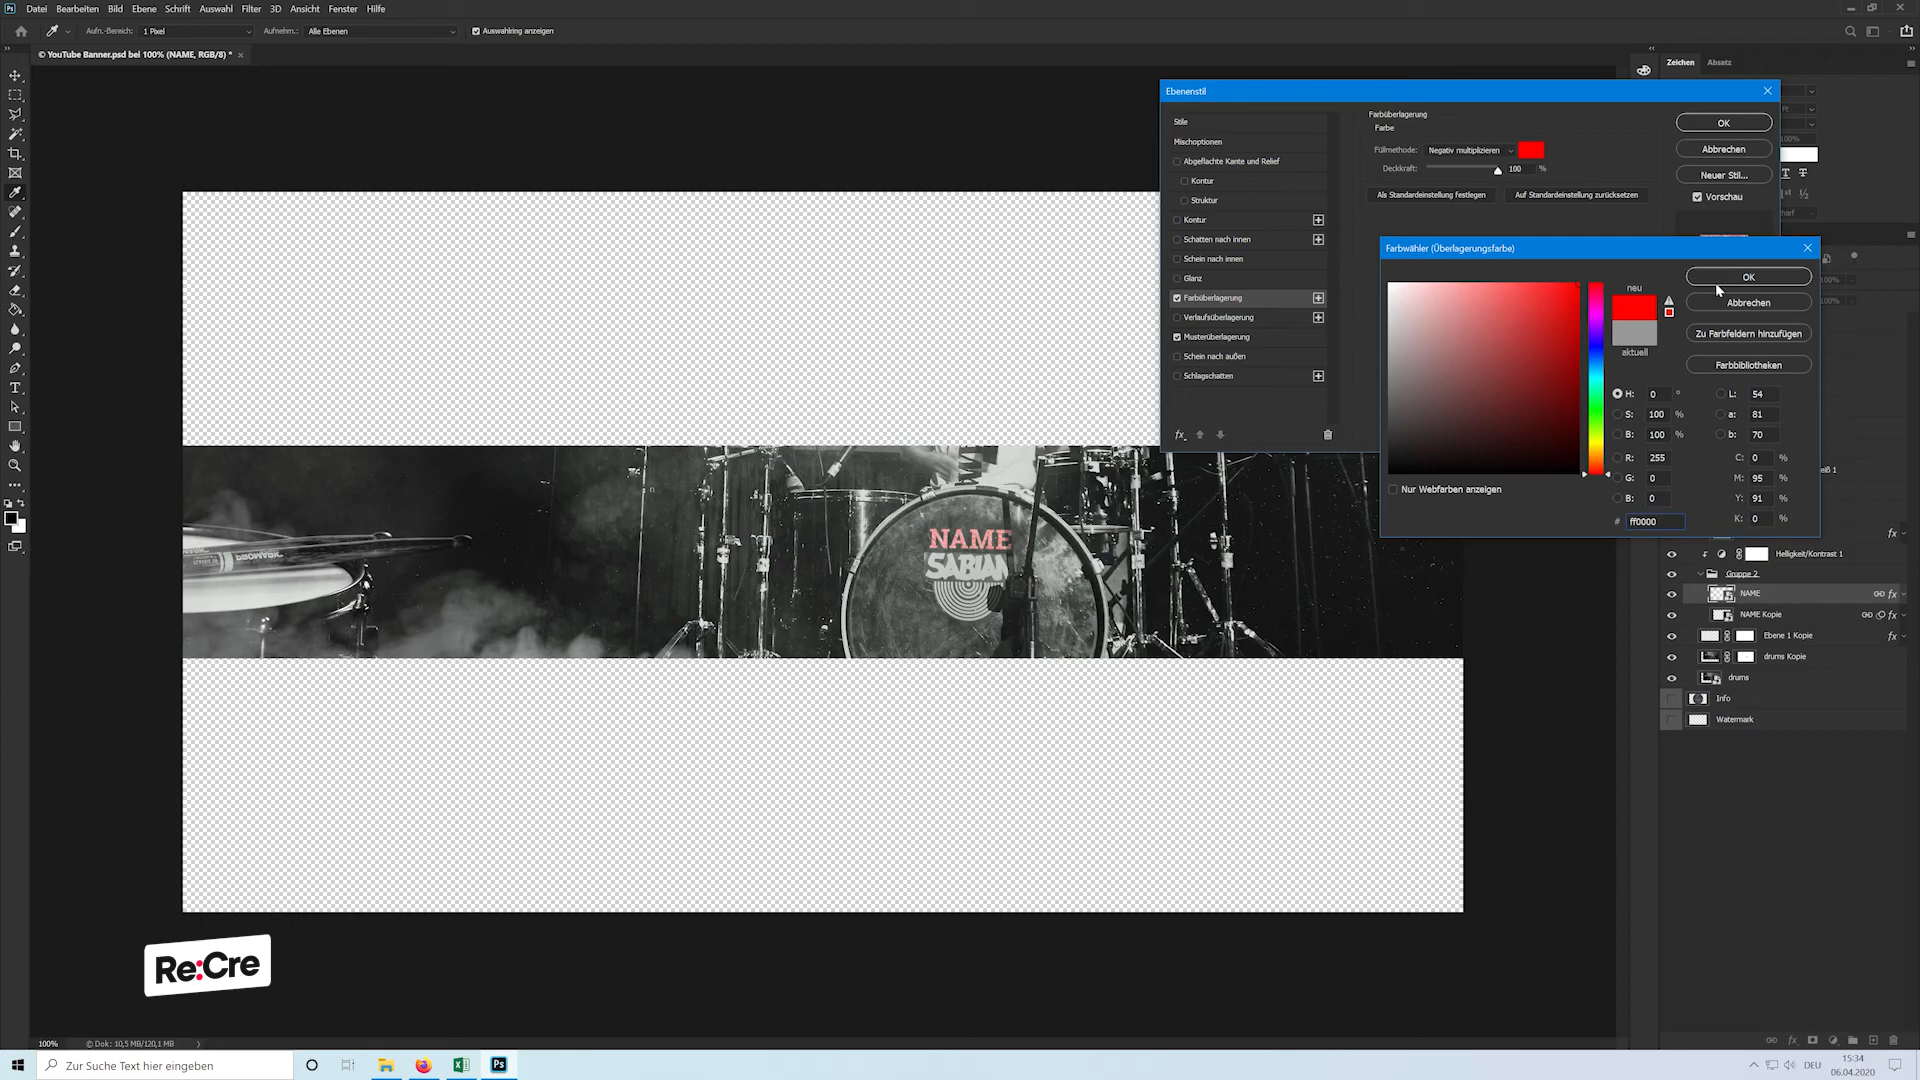 Datei Bearbeiten Bild Ebene Schrift Auswahl Filter 3D Ansicht Fenster Hilfe
Aufn.-Bereich: 1 Pixel Aufnehm.: Alle Ebenen Auswahlring anzeigen
© YouTube Banner.psd bei 100% (NAME, RGB/8) * ×
Zeichen Absatz
Ebenenstil
Stile
Mischoptionen
Abgeflachte Kante und Relief
Kontur
Struktur
Kontur
Schatten nach innen
Schein nach innen
Glanz
Farbüberlagerung
Verlaufsüberlagerung
Musterüberlagerung
Schein nach außen
Schlagschatten
fx
Farbüberlagerung
Farbe
Füllmethode: Negativ multiplizieren
Deckkraft: 100 %
Als Standardeinstellung festlegen Auf Standardeinstellung zurücksetzen
OK
Abbrechen
Neuer Stil...
Vorschau
Farbwähler (Überlagerungsfarbe)
neu
aktuell
OK
Abbrechen
Zu Farbfeldern hinzufügen
Farbbibliotheken
H: 0 ° L: 54
S: 100 % a: 81
B: 100 % b: 70
R: 255 C: 0 %
G: 0 M: 95 %
B: 0 Y: 91 %
K: 0 %
# ff0000
Nur Webfarben anzeigen
PROMARK
NAME
SABIAN
Helligkeit/Kontrast 1
Gruppe 2
NAME fx
NAME Kopie fx
Ebene 1 Kopie fx
drums Kopie
drums
Info
Watermark
Re:Cre
100% © Dok: 10,5 MB/120,1 MB
Zur Suche Text hier eingeben
Ps
DEU
15:34
06.04.2020